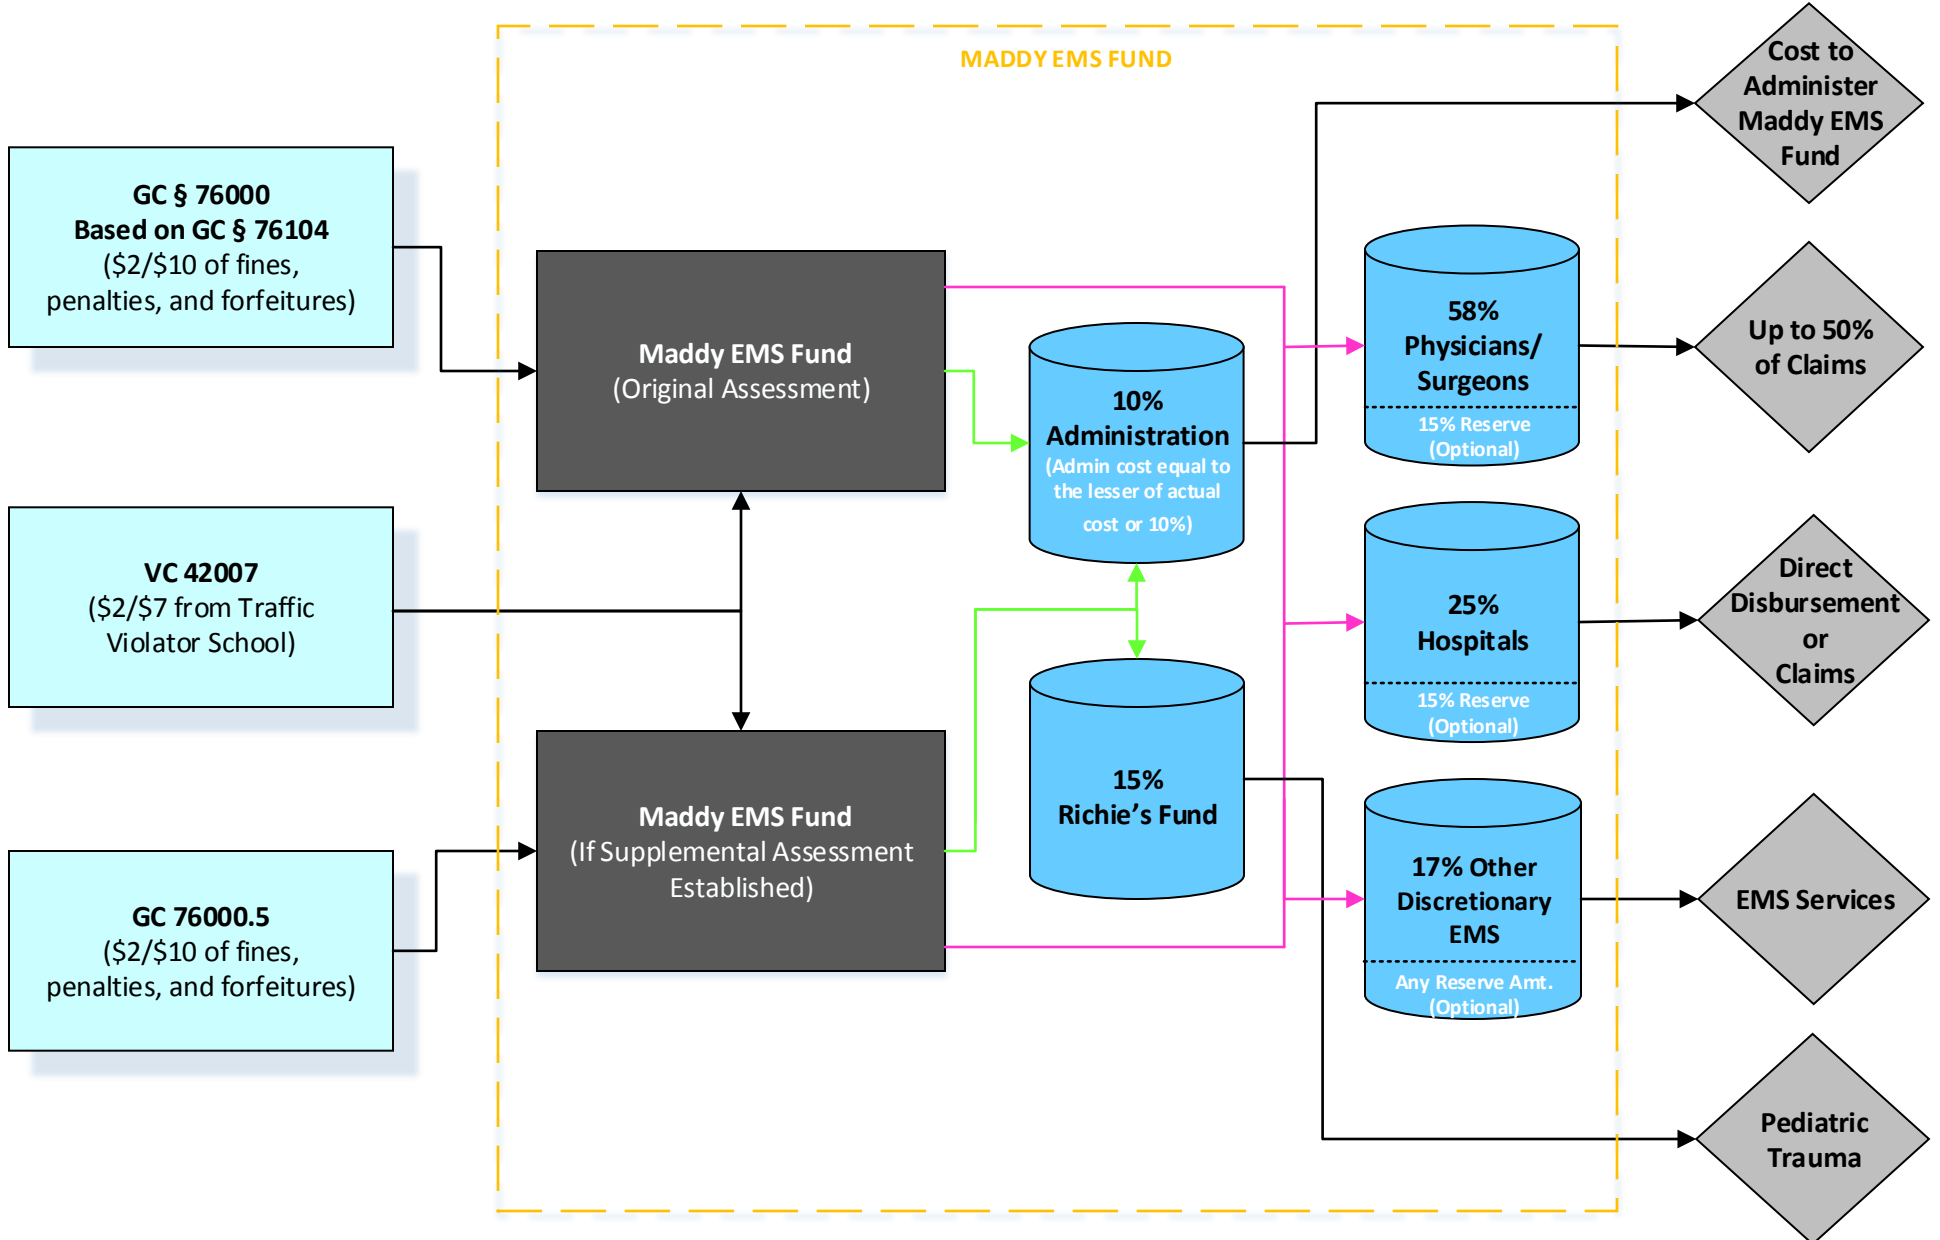 MADDY EMS FUND
GC § 76000
Based on GC § 76104
($2/$10 of fines,
penalties, and forfeitures)
VC 42007
($2/$7 from Traffic
Violator School)
GC 76000.5
($2/$10 of fines,
penalties, and forfeitures)
Maddy EMS Fund
(Original Assessment)
Maddy EMS Fund
(If Supplemental Assessment
Established)
10%
Administration
(Admin cost equal to
the lesser of actual
cost or 10%)
15%
Richie’s Fund
58%
Physicians/
Surgeons
15% Reserve
(Optional)
25%
Hospitals
15% Reserve
(Optional)
17% Other
Discretionary
EMS
Any Reserve Amt.
(Optional)
Cost to
Administer
Maddy EMS
Fund
Up to 50%
of Claims
Direct
Disbursement
or
Claims
EMS Services
Pediatric
Trauma